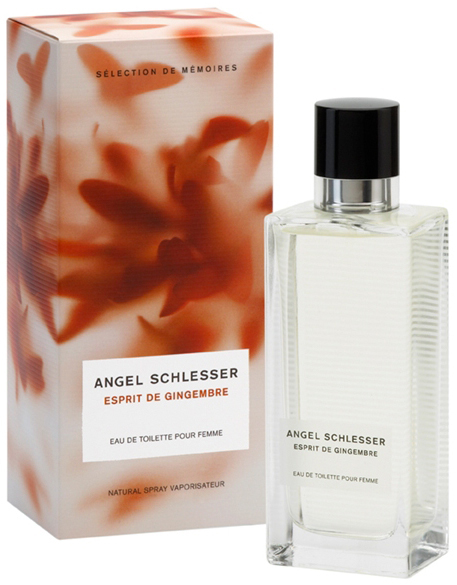 SÉLECTION DE MÉMOIRES
ANGEL SCHLESSER
ESPRIT DE GINGEMBRE
EAU DE TOILETTE POUR FEMME
NATURAL SPRAY VAPORISATEUR
ANGEL SCHLESSER
ESPRIT DE GINGEMBRE
EAU DE TOILETTE POUR FEMME